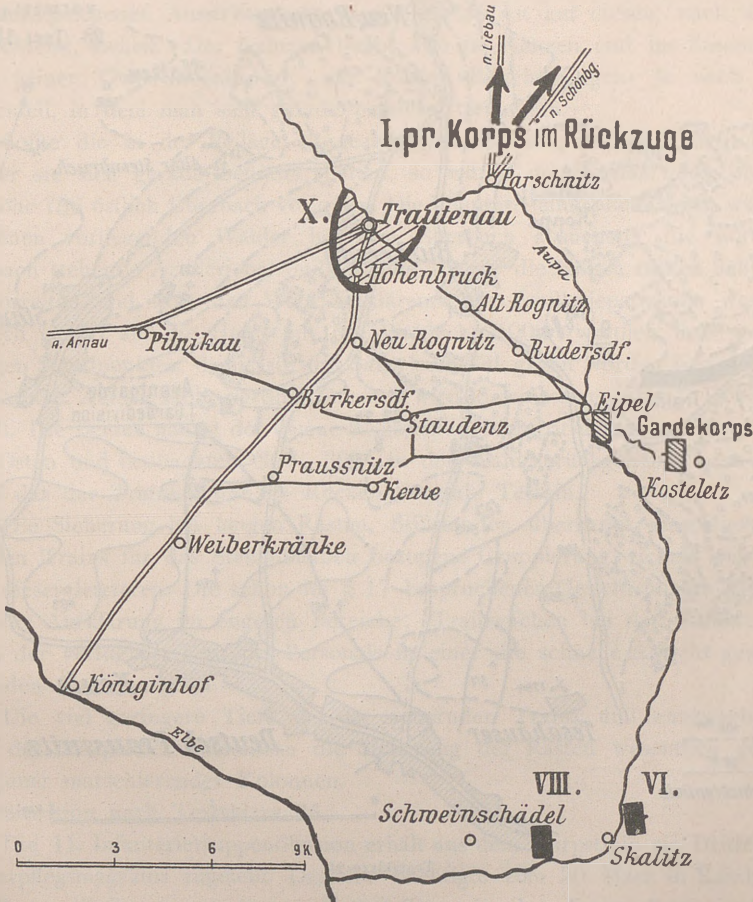 n. Liebau
n. Schönbg.
I. pr. Korps im Rückzuge
Parschnitz
X.
Trautenau
Aupa
Hohenbruck
Alt Rognitz
n. Arnau
Pilnikau
Neu Rognitz
Rudersdf.
Burkersdf.
Staudenz
Eipel
Gardekorps
Kosteletz
Praussnitz
Keule
Weiberkränke
Königinhof
Elbe
VIII.
VI.
Schweinschädel
Skalitz
0 3 6 9 K.